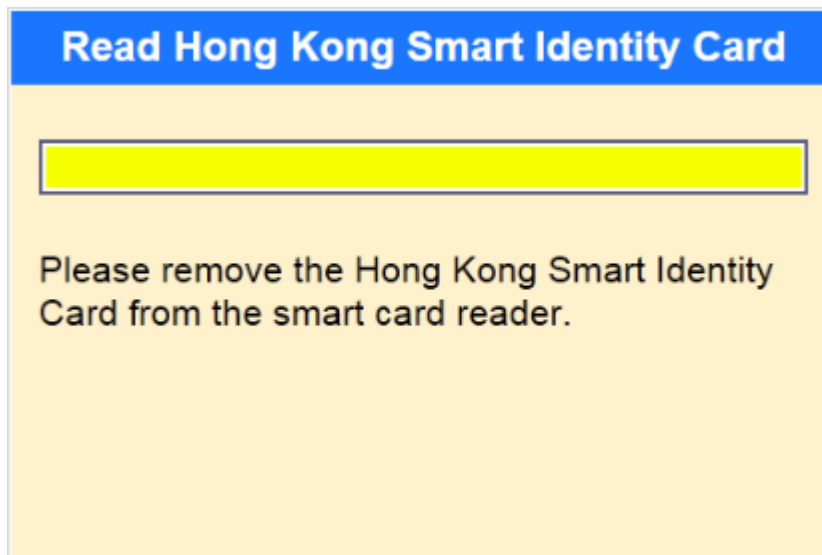 Read Hong Kong Smart Identity Card
Please remove the Hong Kong Smart Identity
Card from the smart card reader.